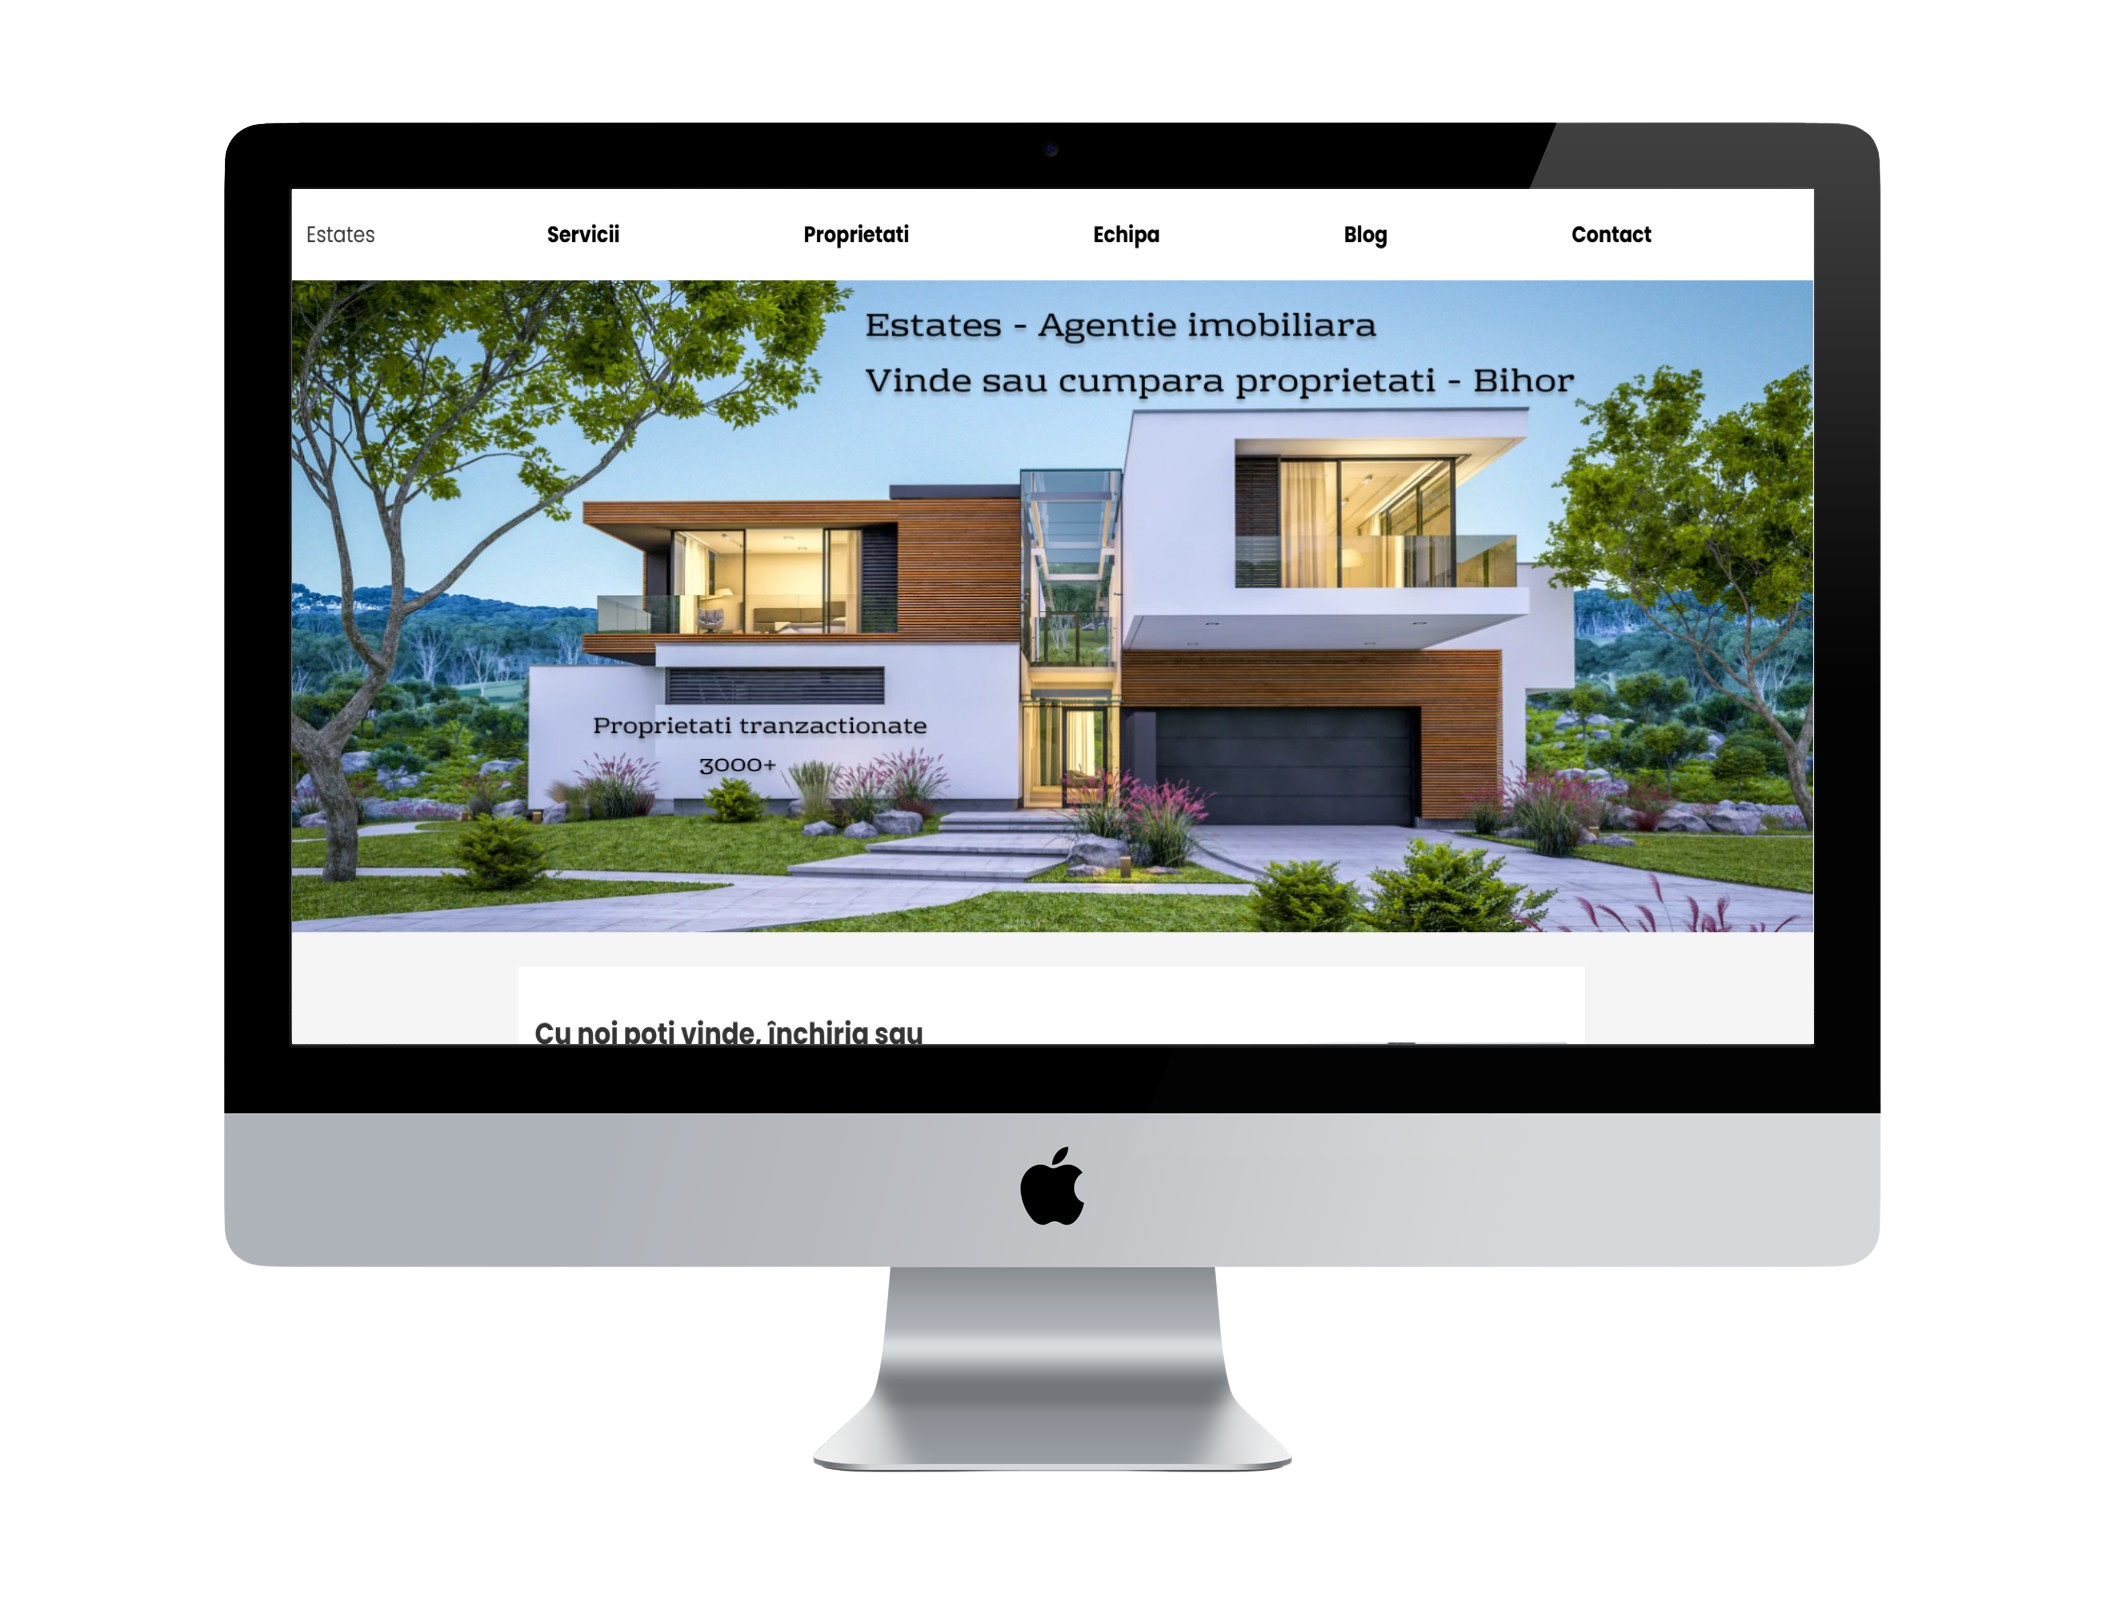 Estates Servicii Proprietati Echipa Blog Contact
Estates - Agentie imobiliara
Vinde sau cumpara proprietati - Bihor
Proprietati tranzactionate
3000+
Cu noi poți vinde, închiria sau